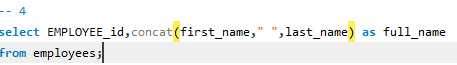 -- 4
select EMPLOYEE_id,concat(first_name," ",last_name) as full_name
from employees;